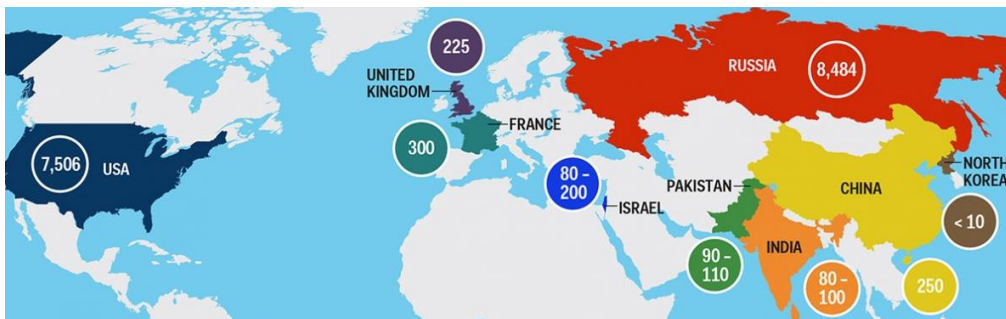 225
UNITED
KINGDOM
RUSSIA
8,484
FRANCE
300
7,506
USA
80 –
200
ISRAEL
PAKISTAN
CHINA
NORTH
KOREA
< 10
INDIA
90 –
110
80 –
100
250